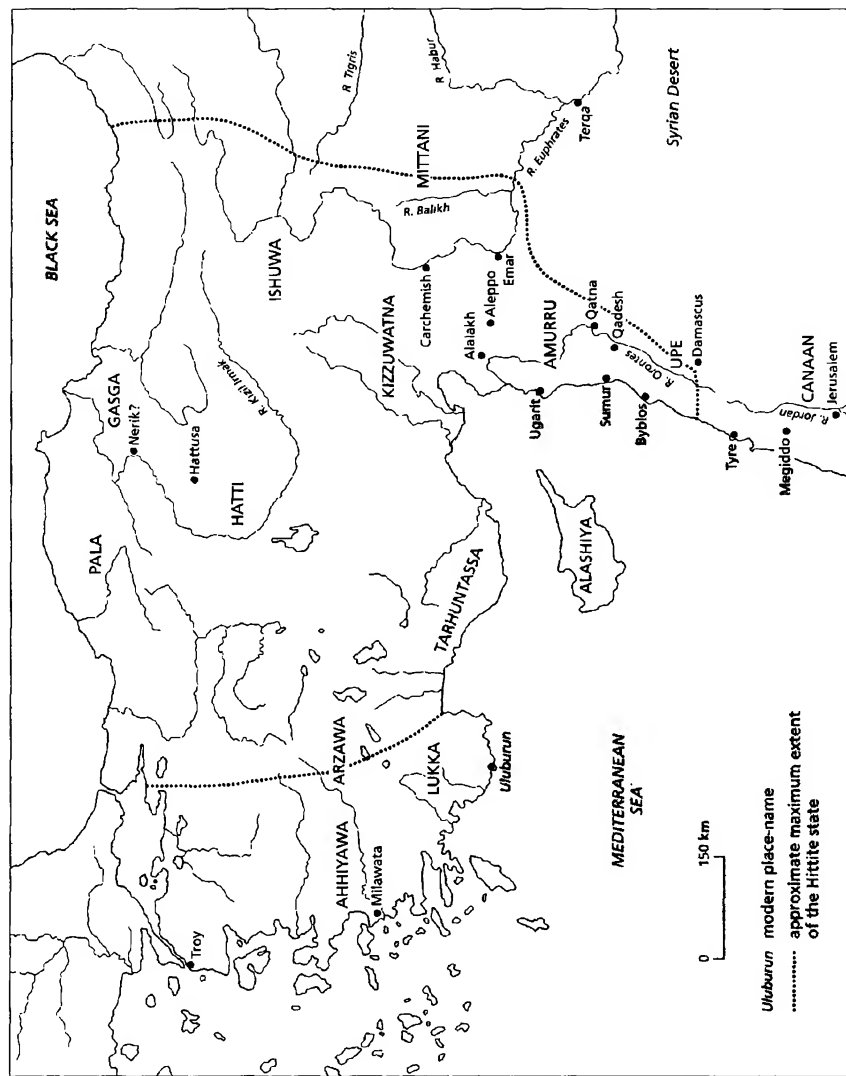 BLACK SEA
PALA
GASGA
Nerik?
Hattusa
HATTI
R. Kizil Irmak
ISHUWA
R. Tigris
R. Habur
MITTANI
R. Balikh
R. Euphrates
Terqa
Syrian Desert
Troy
AHHIYAWA
Milawata
ARZAWA
LUKKA
Uluburun
TARHUNTASSA
KIZZUWATNA
Carchemish
Alalakh
Aleppo
Emar
Ugarit
AMURRU
Qatna
Qadesh
R. Orontes
Sumur
Byblos
UPE
Damascus
Tyre
Megiddo
R. Jordan
CANAAN
Jerusalem
ALASHIYA
MEDITERRANEAN
SEA
0 150 km
Uluburun modern place-name
approximate maximum extent
of the Hittite state